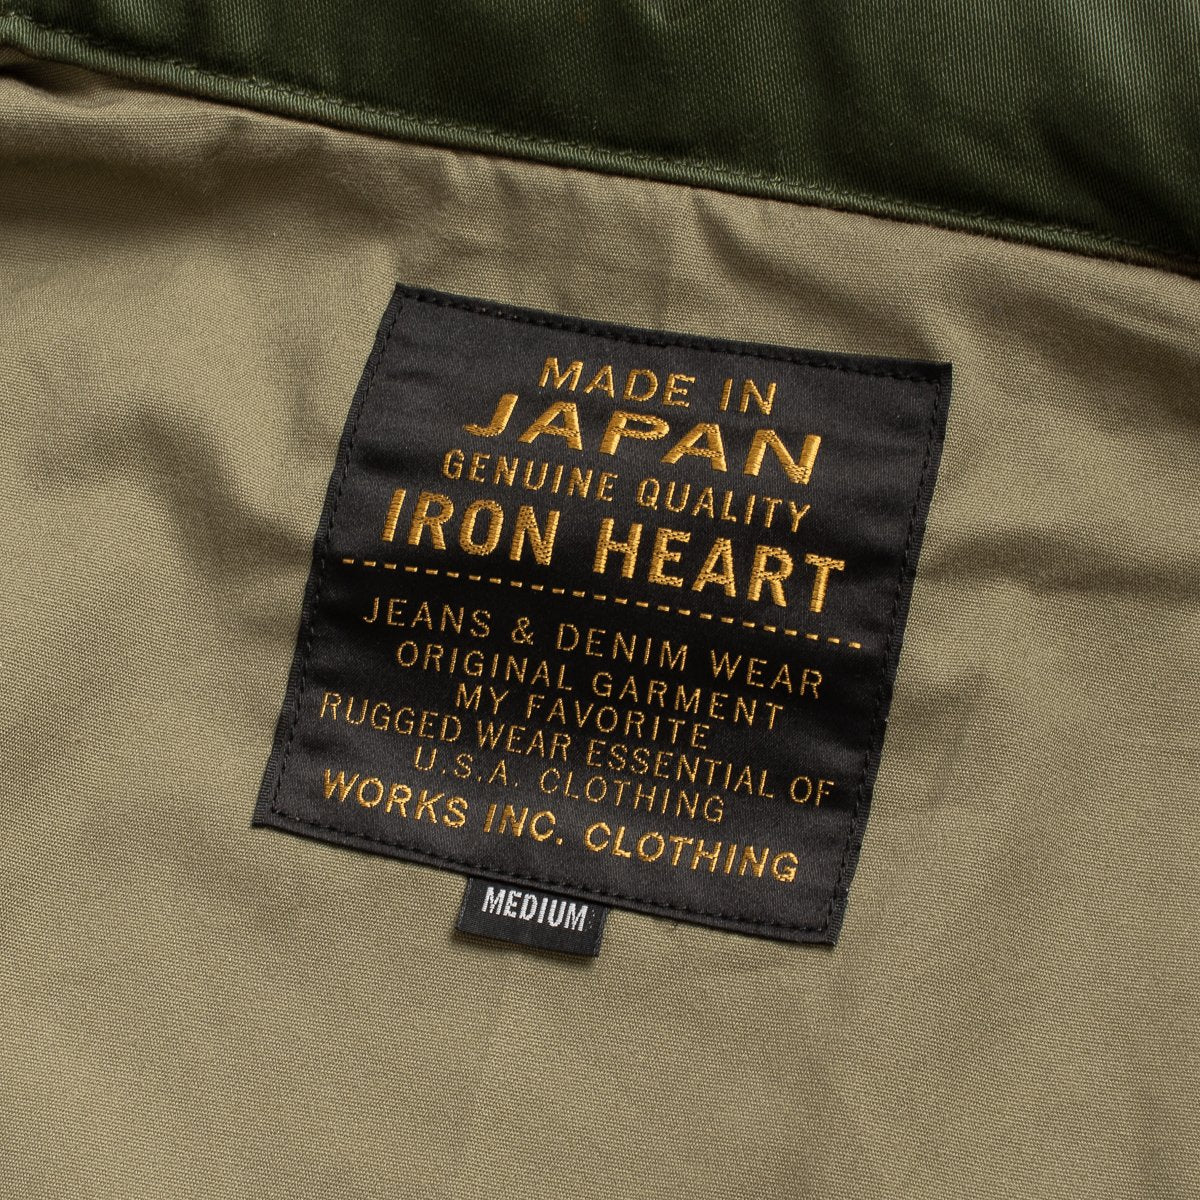 MADE IN
JAPAN
GENUINE QUALITY
IRON HEART
JEANS & DENIM WEAR
ORIGINAL GARMENT
MY FAVORITE
RUGGED WEAR ESSENTIAL OF
U.S.A. CLOTHING
WORKS INC. CLOTHING
MEDIUM